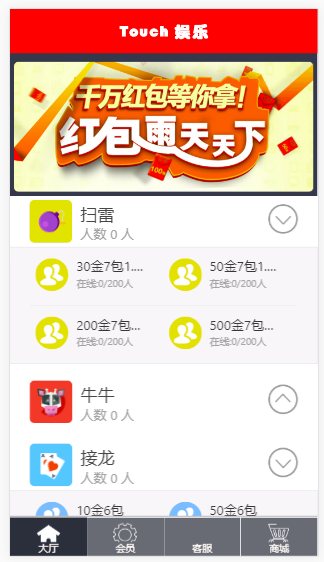 Touch 娱乐
千万红包等你拿!
红包雨天天下
100元
扫雷
人数 0 人
30金7包1....
在线:0/200人
50金7包1....
在线:0/200人
200金7包...
在线:0/200人
500金7包...
在线:0/200人
牛牛
人数 0 人
接龙
人数 0 人
10金6包
50金6包
大厅
会员
客服
商城